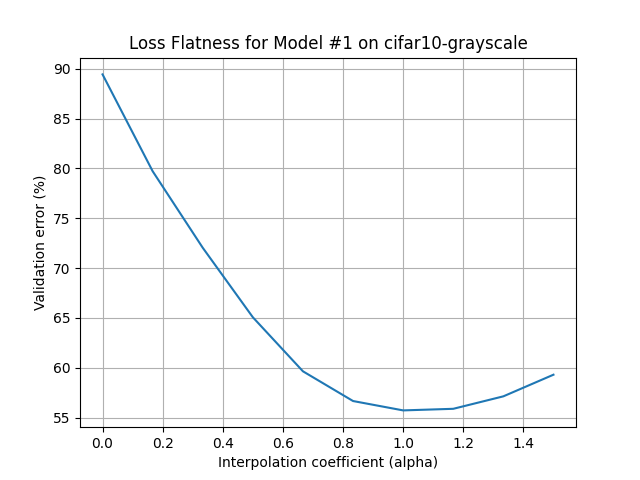 Loss Flatness for Model #1 on cifar10-grayscale
90
85
80
75
70
65
60
55
Validation error (%)
0.0 0.2 0.4 0.6 0.8 1.0 1.2 1.4
Interpolation coefficient (alpha)